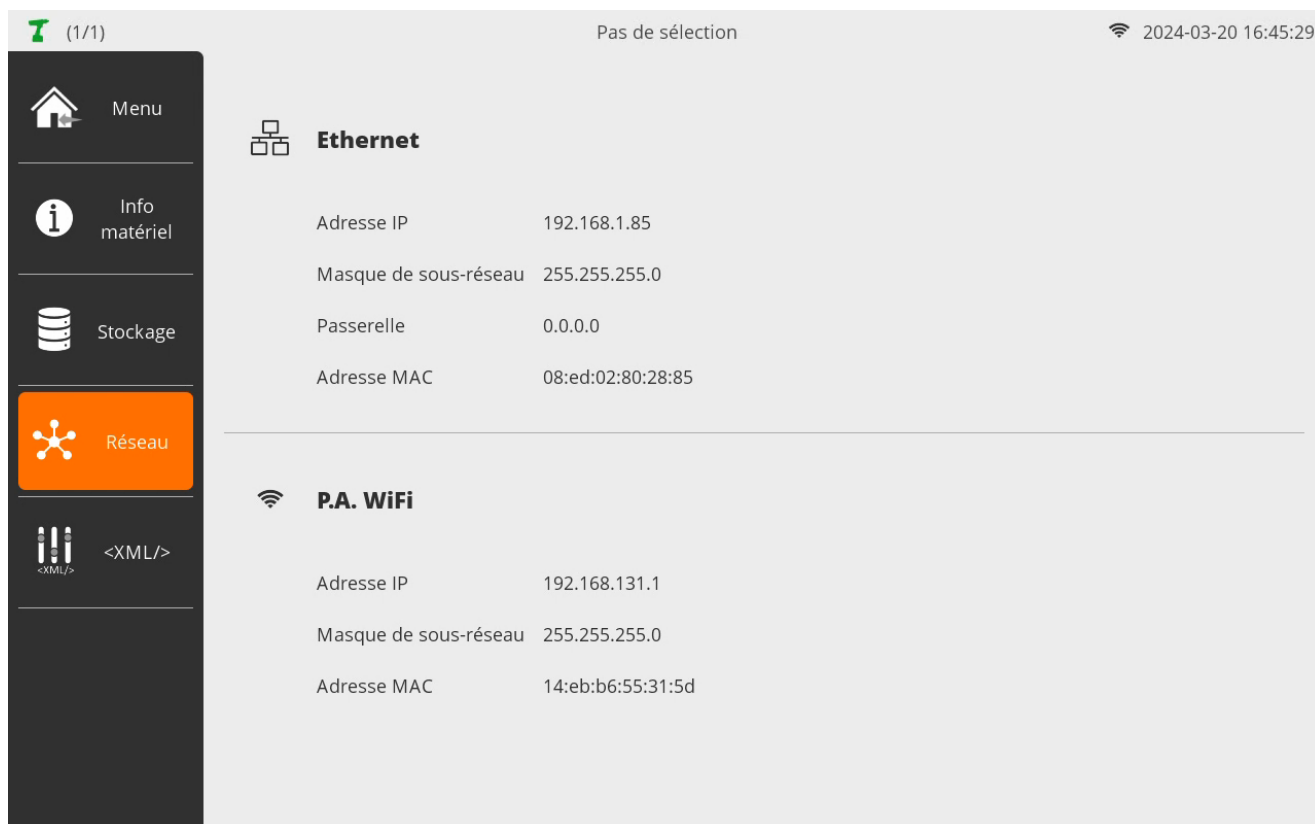 (1/1) Pas de sélection 2024-03-20 16:45:29
Menu
Info
matériel
Stockage
Réseau
<XML/>
<XML/>
Ethernet
Adresse IP 192.168.1.85
Masque de sous-réseau 255.255.255.0
Passerelle 0.0.0.0
Adresse MAC 08:ed:02:80:28:85
P.A. WiFi
Adresse IP 192.168.131.1
Masque de sous-réseau 255.255.255.0
Adresse MAC 14:eb:b6:55:31:5d